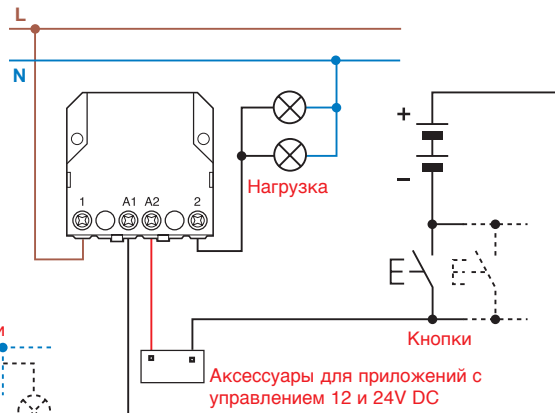 L
N
+
–
1 A1 A2 2
Нагрузка
Кнопки
и
Аксессуары для приложений с
управлением 12 и 24V DC